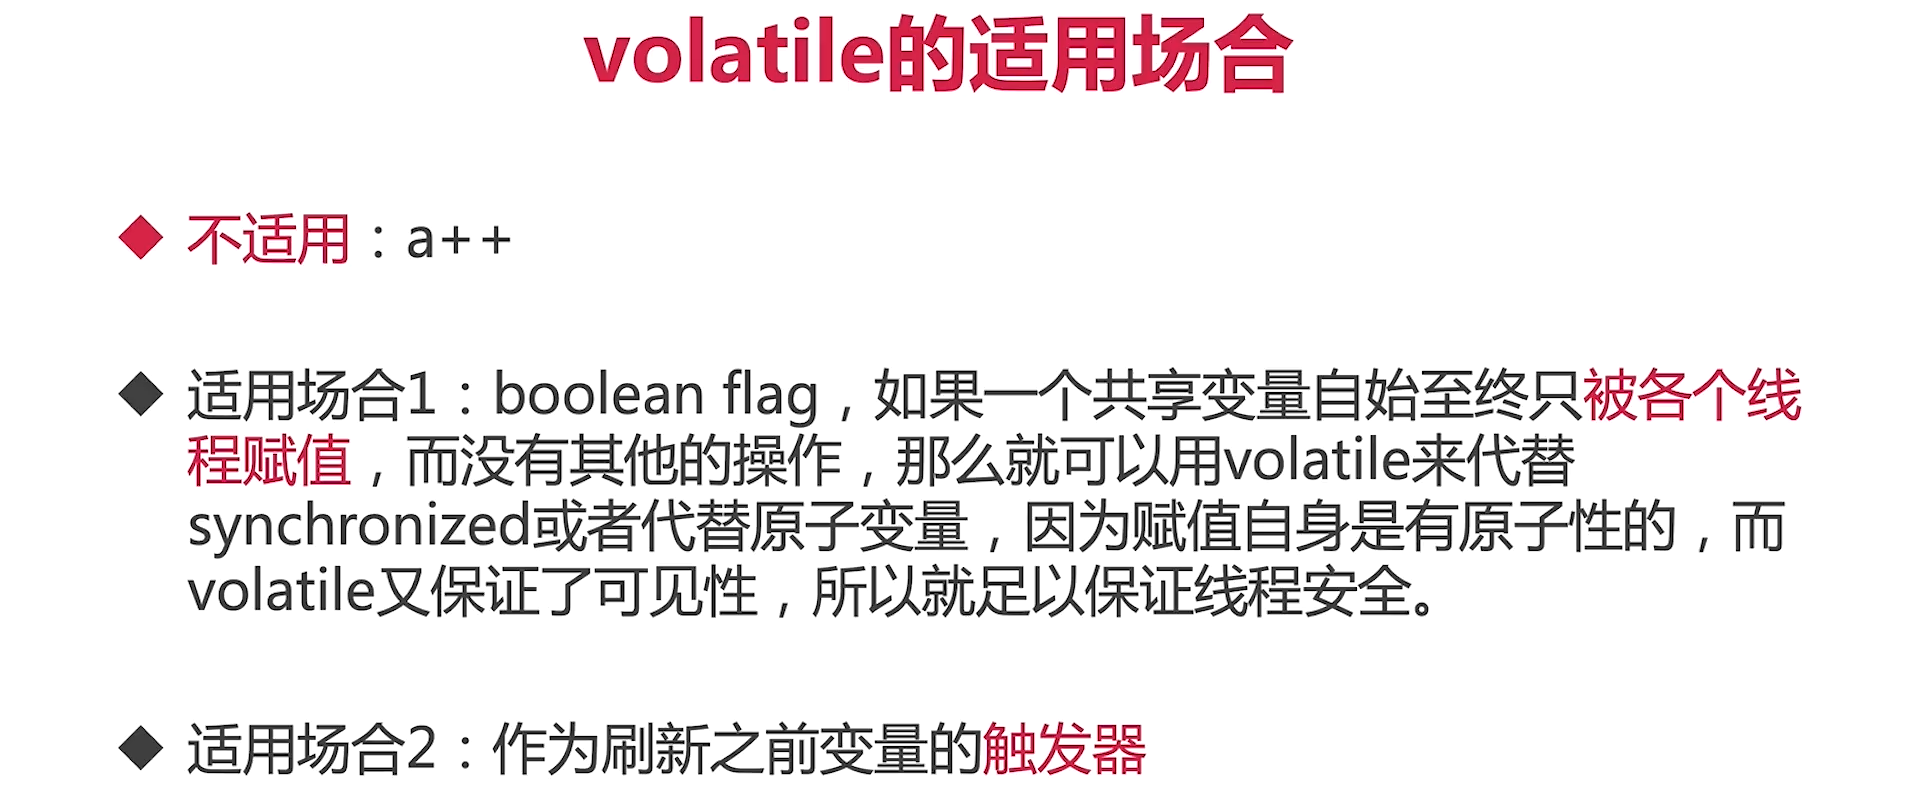 volatile的适用场合
不适用：a++
适用场合1：boolean flag，如果一个共享变量自始至终只被各个线
程赋值，而没有其他的操作，那么就可以用volatile来代替
synchronized或者代替原子变量，因为赋值自身是有原子性的，而
volatile又保证了可见性，所以就足以保证线程安全。
适用场合2：作为刷新之前变量的触发器